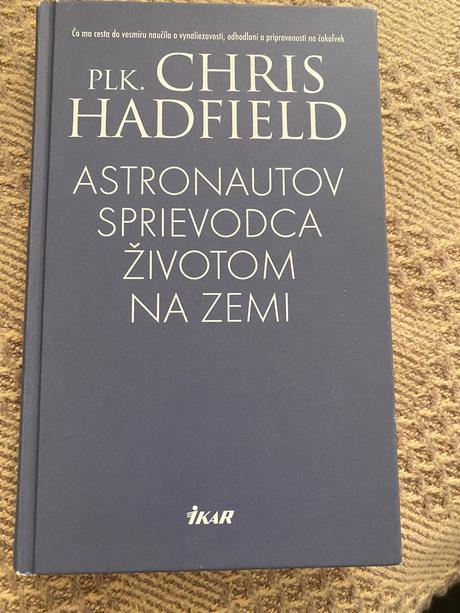 Čo ma cesta do vesmíru naučila o vynaliezavosti, odhodlaní a pripravenosti na čokoľvek
PLK. CHRIS
HADFIELD
ASTRONAUTOV
SPRIEVODCA
ŽIVOTOM
NA ZEMI
IKAR